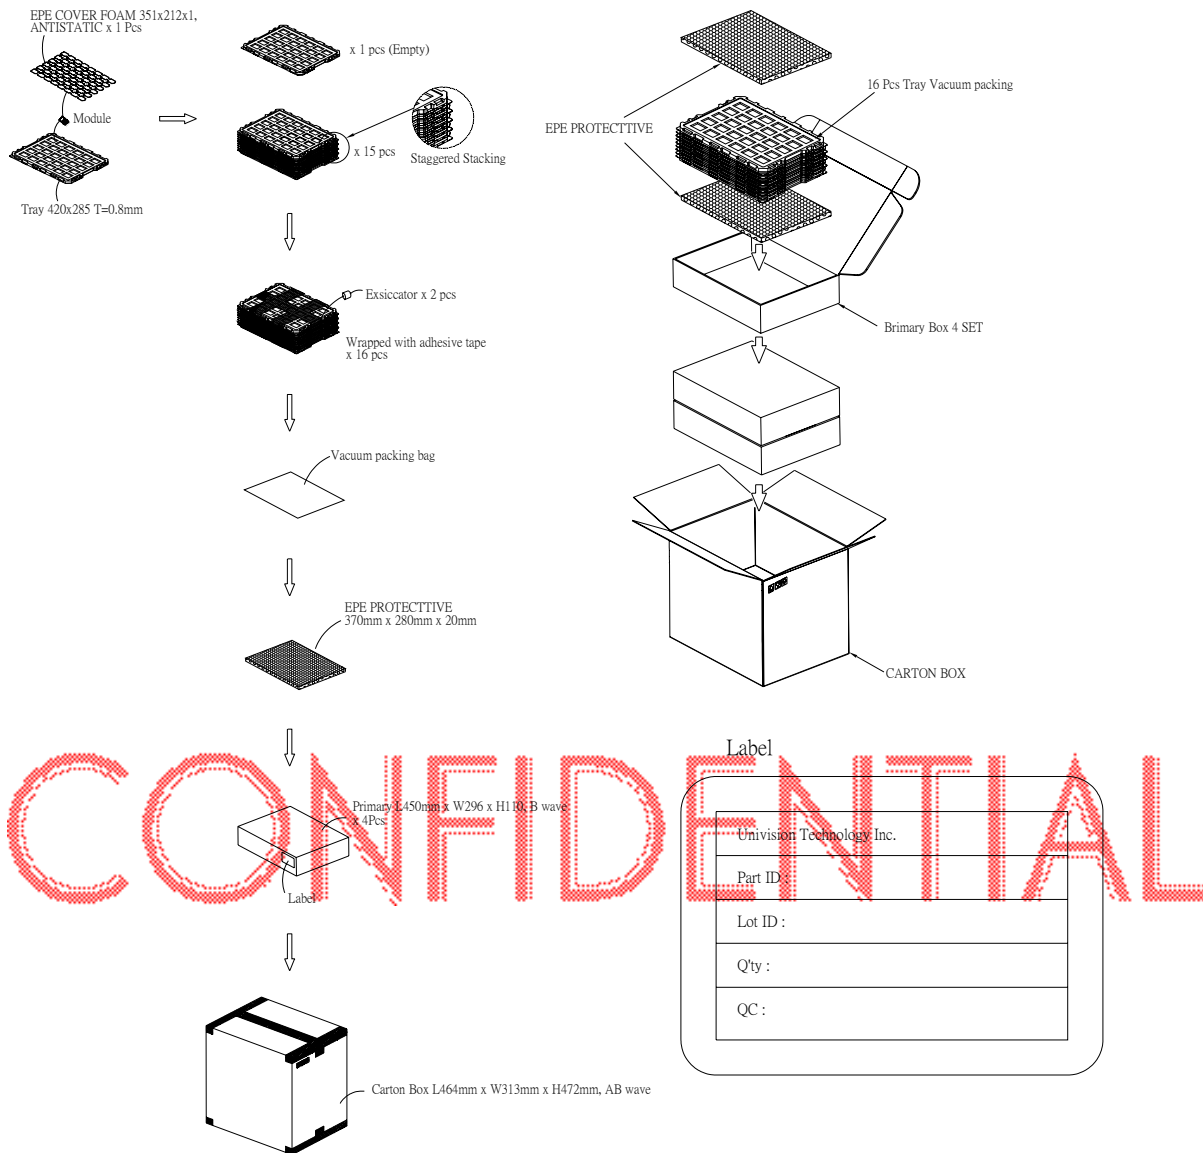 EPE COVER FOAM 351x212x1,
ANTISTATIC x 1 Pcs
Module
Tray 420x285 T=0.8mm
x 1 pcs (Empty)
x 15 pcs
Staggered Stacking
Exsiccator x 2 pcs
Wrapped with adhesive tape
x 16 pcs
Vacuum packing bag
EPE PROTECTTIVE
370mm x 280mm x 20mm
Primary L450mm x W296 x H110, B wave
x 4Pcs
Label
Carton Box L464mm x W313mm x H472mm, AB wave
16 Pcs Tray Vacuum packing
EPE PROTECTTIVE
Brimary Box 4 SET
CARTON BOX
CONFIDENTIAL
Label
Univision Technology Inc.
Part ID :
Lot ID :
Q'ty :
QC :